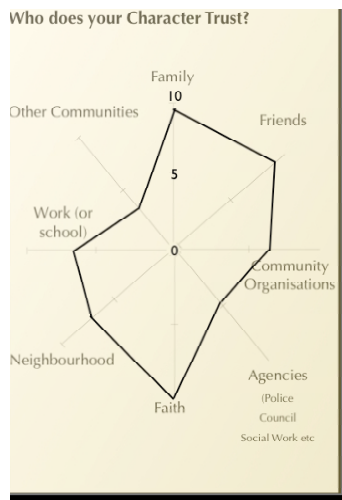 Who does your Character Trust?
Family
10
Other Communities
Friends
5
Work (or
school)
0
Community
Organisations
Neighbourhood
Agencies
(Police
Council
Social Work etc
Faith